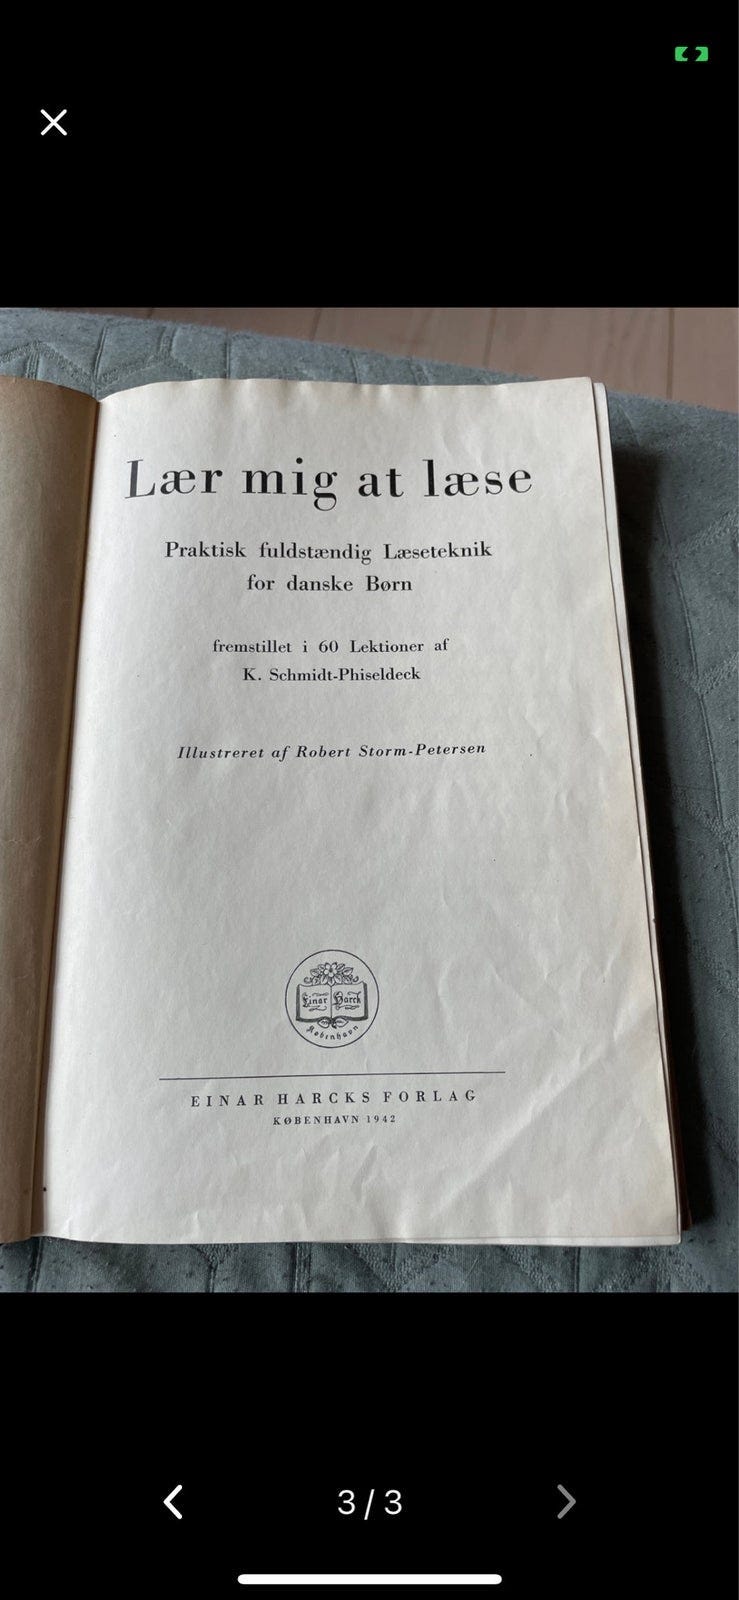 Lær mig at læse
Praktisk fuldstændig Læseteknik
for danske Børn
fremstillet i 60 Lektioner af
K. Schmidt-Phiseldeck
Illustreret af Robert Storm-Petersen
Einar Harck
København
EINAR HARCKS FORLAG
KØBENHAVN 1942
3 / 3